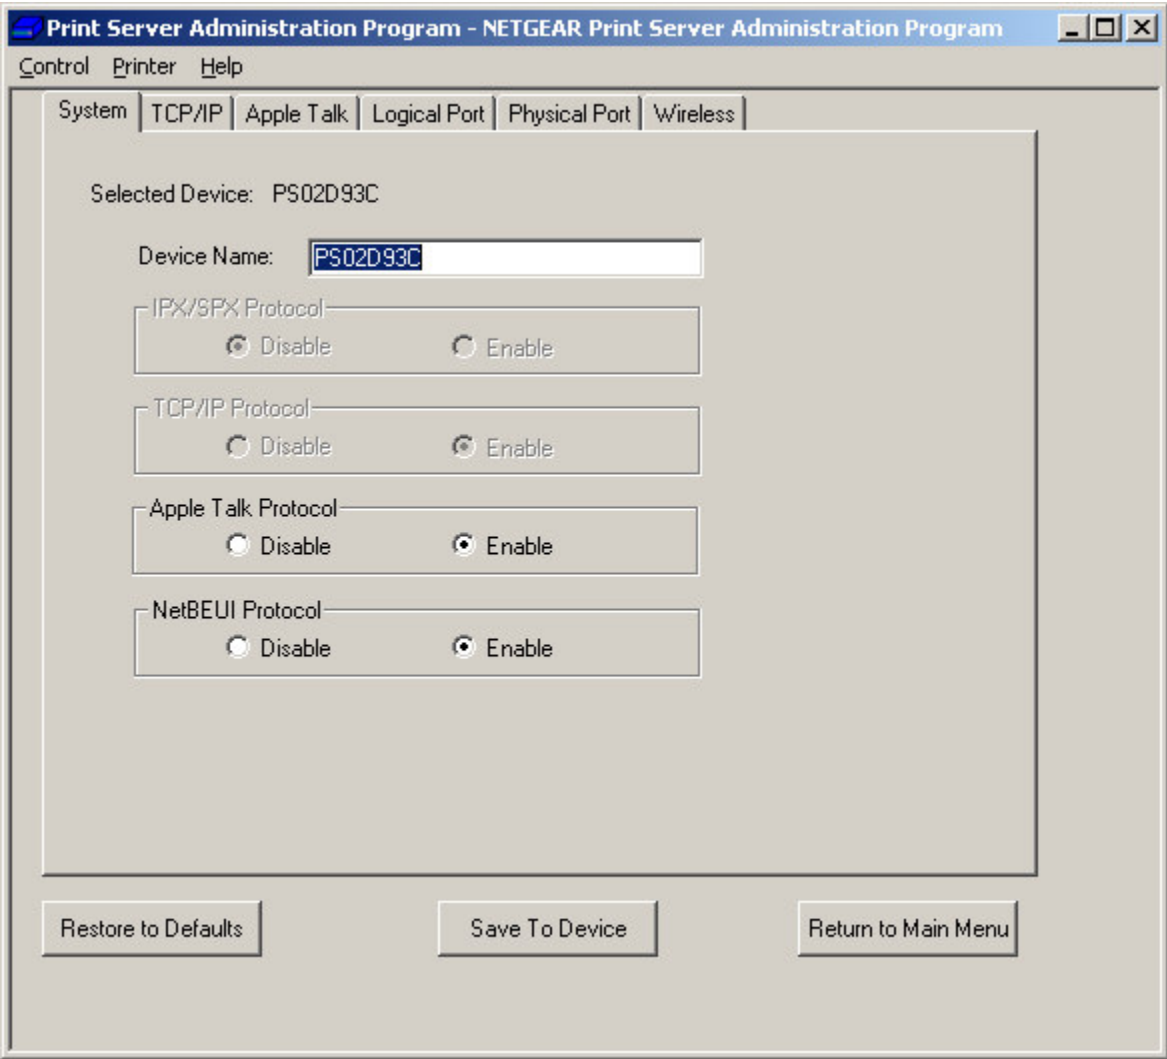 Print Server Administration Program - NETGEAR Print Server Administration Program
Control Printer Help
System TCP/IP Apple Talk Logical Port Physical Port Wireless
Selected Device: PS02D93C
Device Name: PS02D93C
IPX/SPX Protocol
Disable Enable
TCP/IP Protocol
Disable Enable
Apple Talk Protocol
Disable Enable
NetBEUI Protocol
Disable Enable
Restore to Defaults Save To Device Return to Main Menu